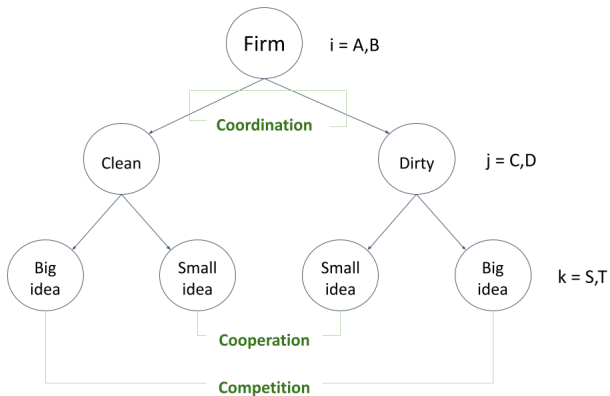 Firm
i = A,B
Coordination
Clean
Dirty
j = C,D
Big
idea
Small
idea
Small
idea
Big
idea
k = S,T
Cooperation
Competition